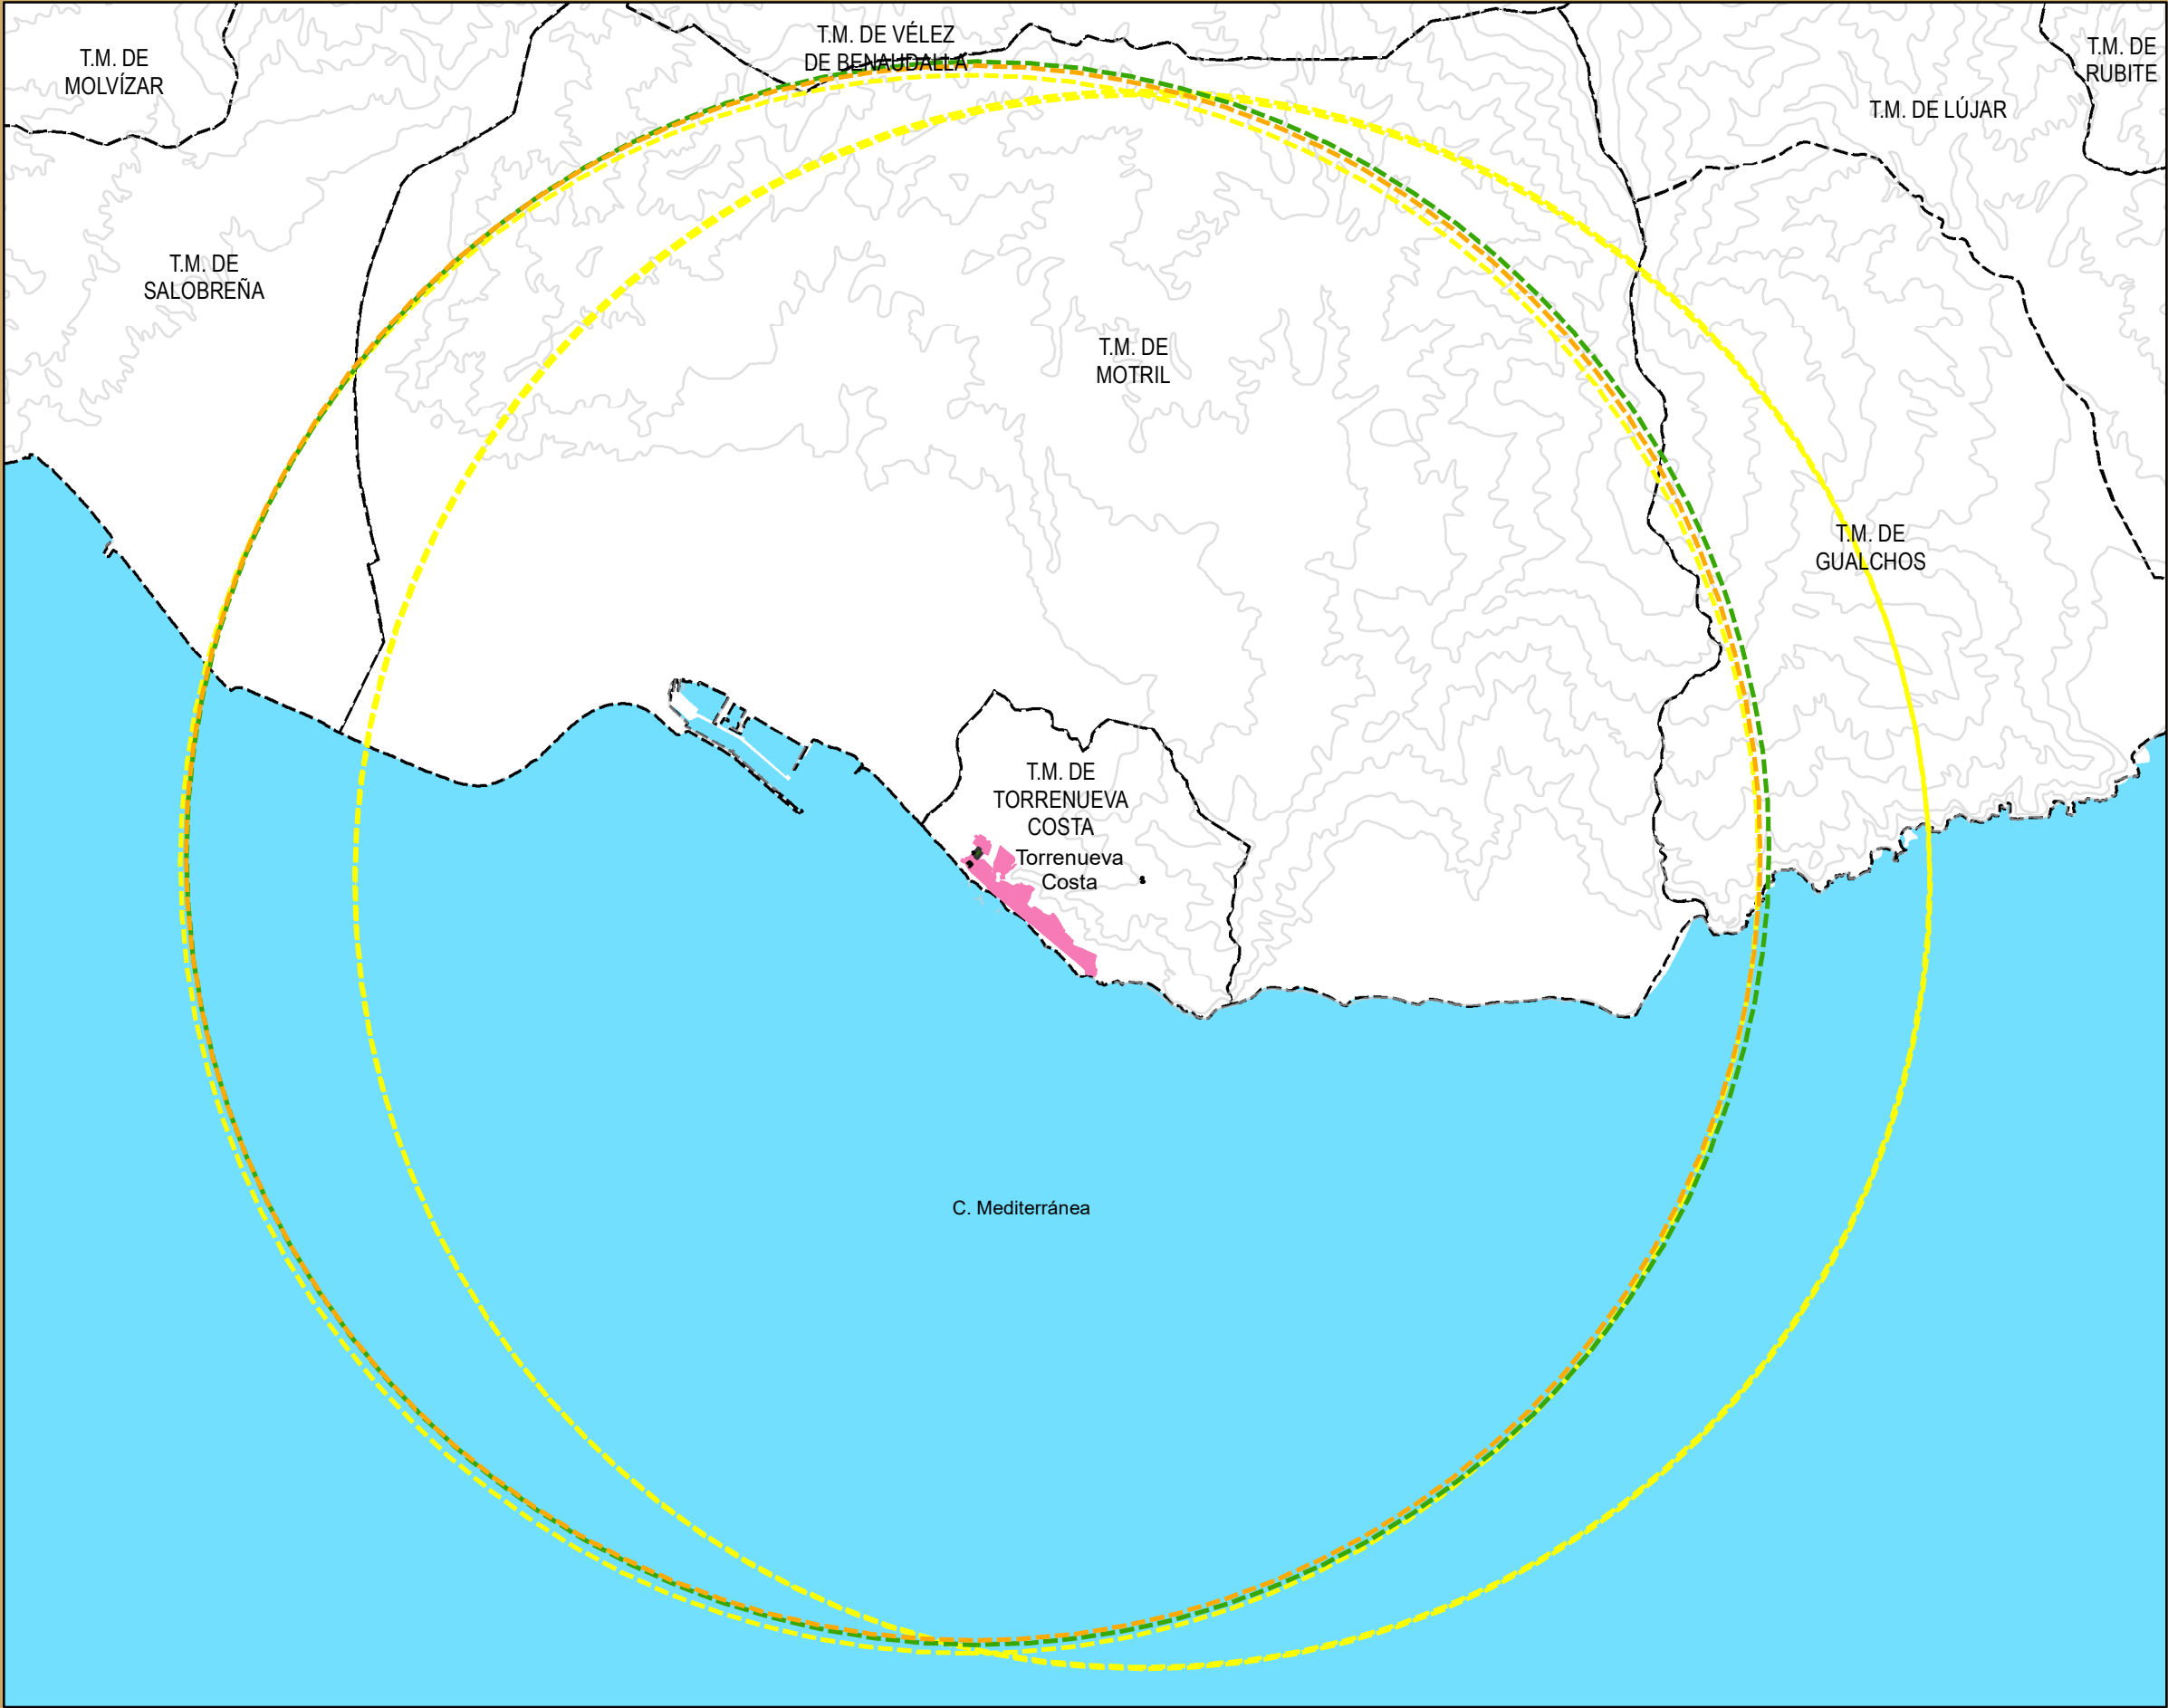 T.M. DE VÉLEZ
DE BENAUDALLA
T.M. DE
MOLVÍZAR
T.M. DE
RUBITE
T.M. DE LÚJAR
T.M. DE
SALOBREÑA
T.M. DE
MOTRIL
T.M. DE
GUALCHOS
T.M. DE
TORRENUEVA
COSTA
Torrenueva
Costa
C. Mediterránea